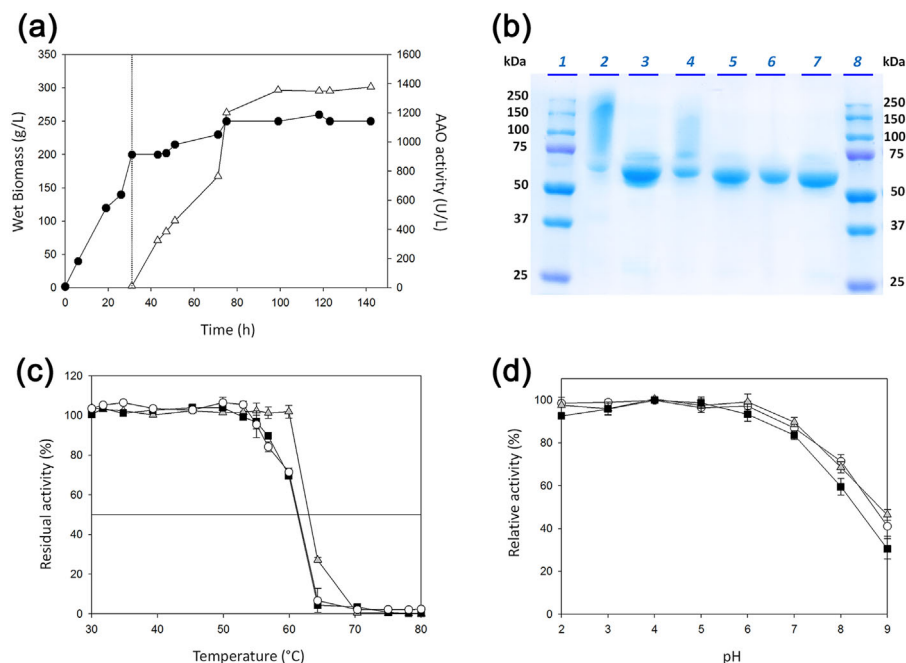 (a)
350
300
250
200
150
100
50
0
Wet Biomass (g/L)
1600
1400
1200
1000
800
600
400
200
0
AAO activity (U/L)
0 20 40 60 80 100 120 140
Time (h)
(b)
kDa 1 2 3 4 5 6 7 8 kDa
250
150
100
75
50
37
25
250
150
100
75
50
37
25
(c)
120
100
80
60
40
20
0
Residual activity (%)
30 40 50 60 70 80
Temperature (°C)
(d)
100
80
60
40
20
0
Relative activity (%)
2 3 4 5 6 7 8 9
pH